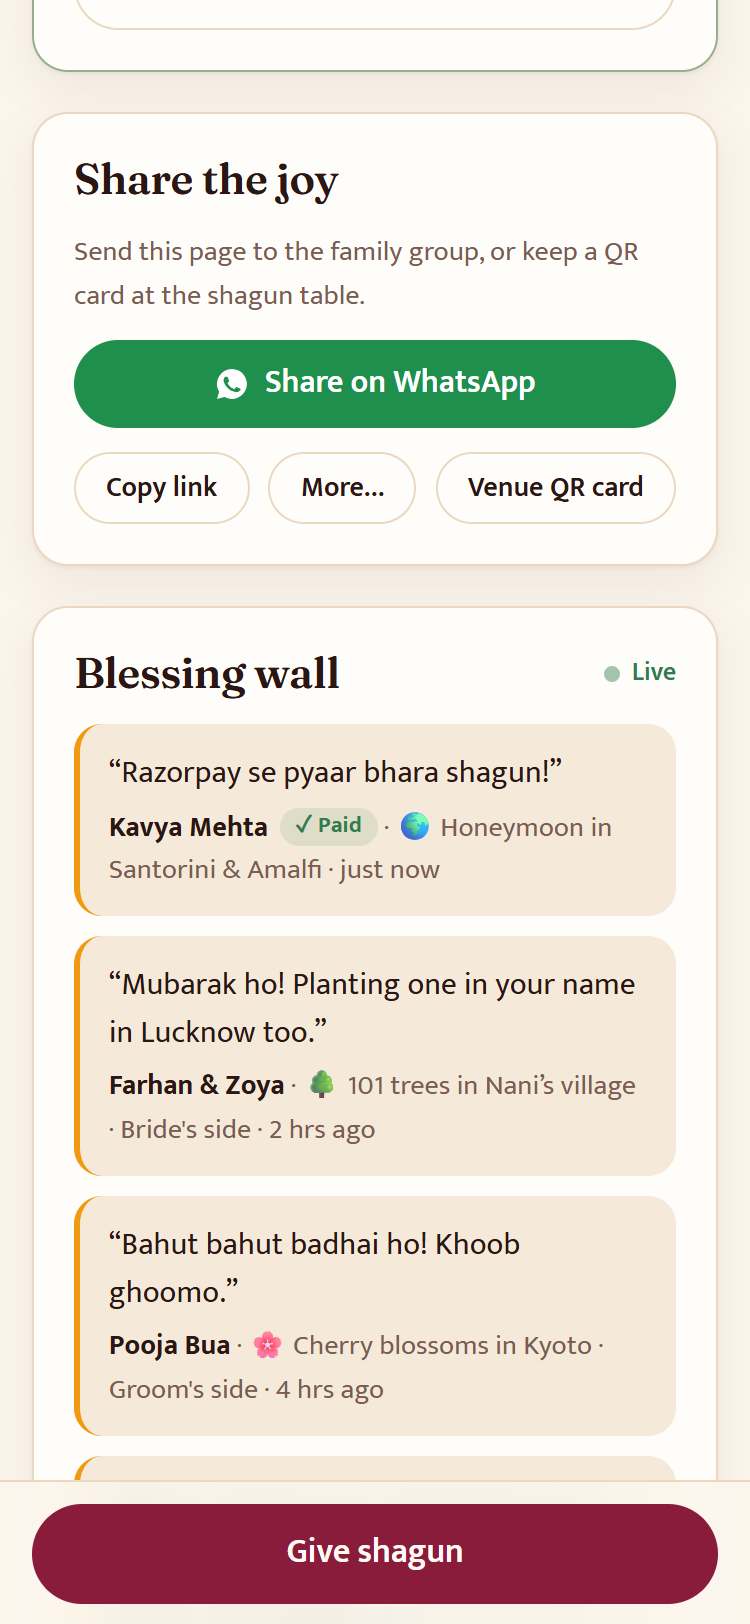 Share the joy
Send this page to the family group, or keep a QR
card at the shagun table.
Share on WhatsApp
Copy link
More...
Venue QR card
Blessing wall
Live
“Razorpay se pyaar bhara shagun!”
Kavya Mehta ✓ Paid · 🌍 Honeymoon in
Santorini & Amalfi · just now
“Mubarak ho! Planting one in your name
in Lucknow too.”
Farhan & Zoya · 🌳 101 trees in Nani’s village
· Bride's side · 2 hrs ago
“Bahut bahut badhai ho! Khoob
ghoomo.”
Pooja Bua · 🌸 Cherry blossoms in Kyoto ·
Groom's side · 4 hrs ago
Give shagun